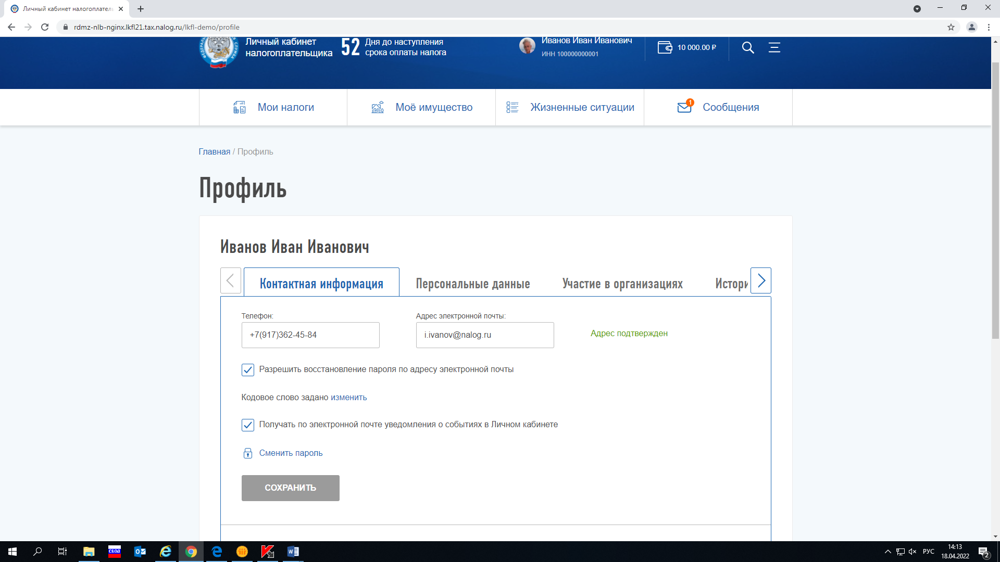 Личный кабинет налогоплатель
rdmz-nlb-nginx.lkfl21.tax.nalog.ru/lkfl-demo/profile
Личный кабинет
налогоплательщика
52
Дня до наступления
срока оплаты налога
Иванов Иван Иванович
ИНН 100000000001
10 000.00 ₽
Мои налоги
Моё имущество
Жизненные ситуации
1
Сообщения
Главная / Профиль
Профиль
Иванов Иван Иванович
Контактная информация
Персональные данные
Участие в организациях
Истори
Телефон:
Адрес электронной почты:
+7(917)362-45-84
i.ivanov@nalog.ru
Адрес подтвержден
Разрешить восстановление пароля по адресу электронной почты
Кодовое слово задано изменить
Получать по электронной почте уведомления о событиях в Личном кабинете
Сменить пароль
СОХРАНИТЬ
СВОД
РУС
14:13
18.04.2022
2